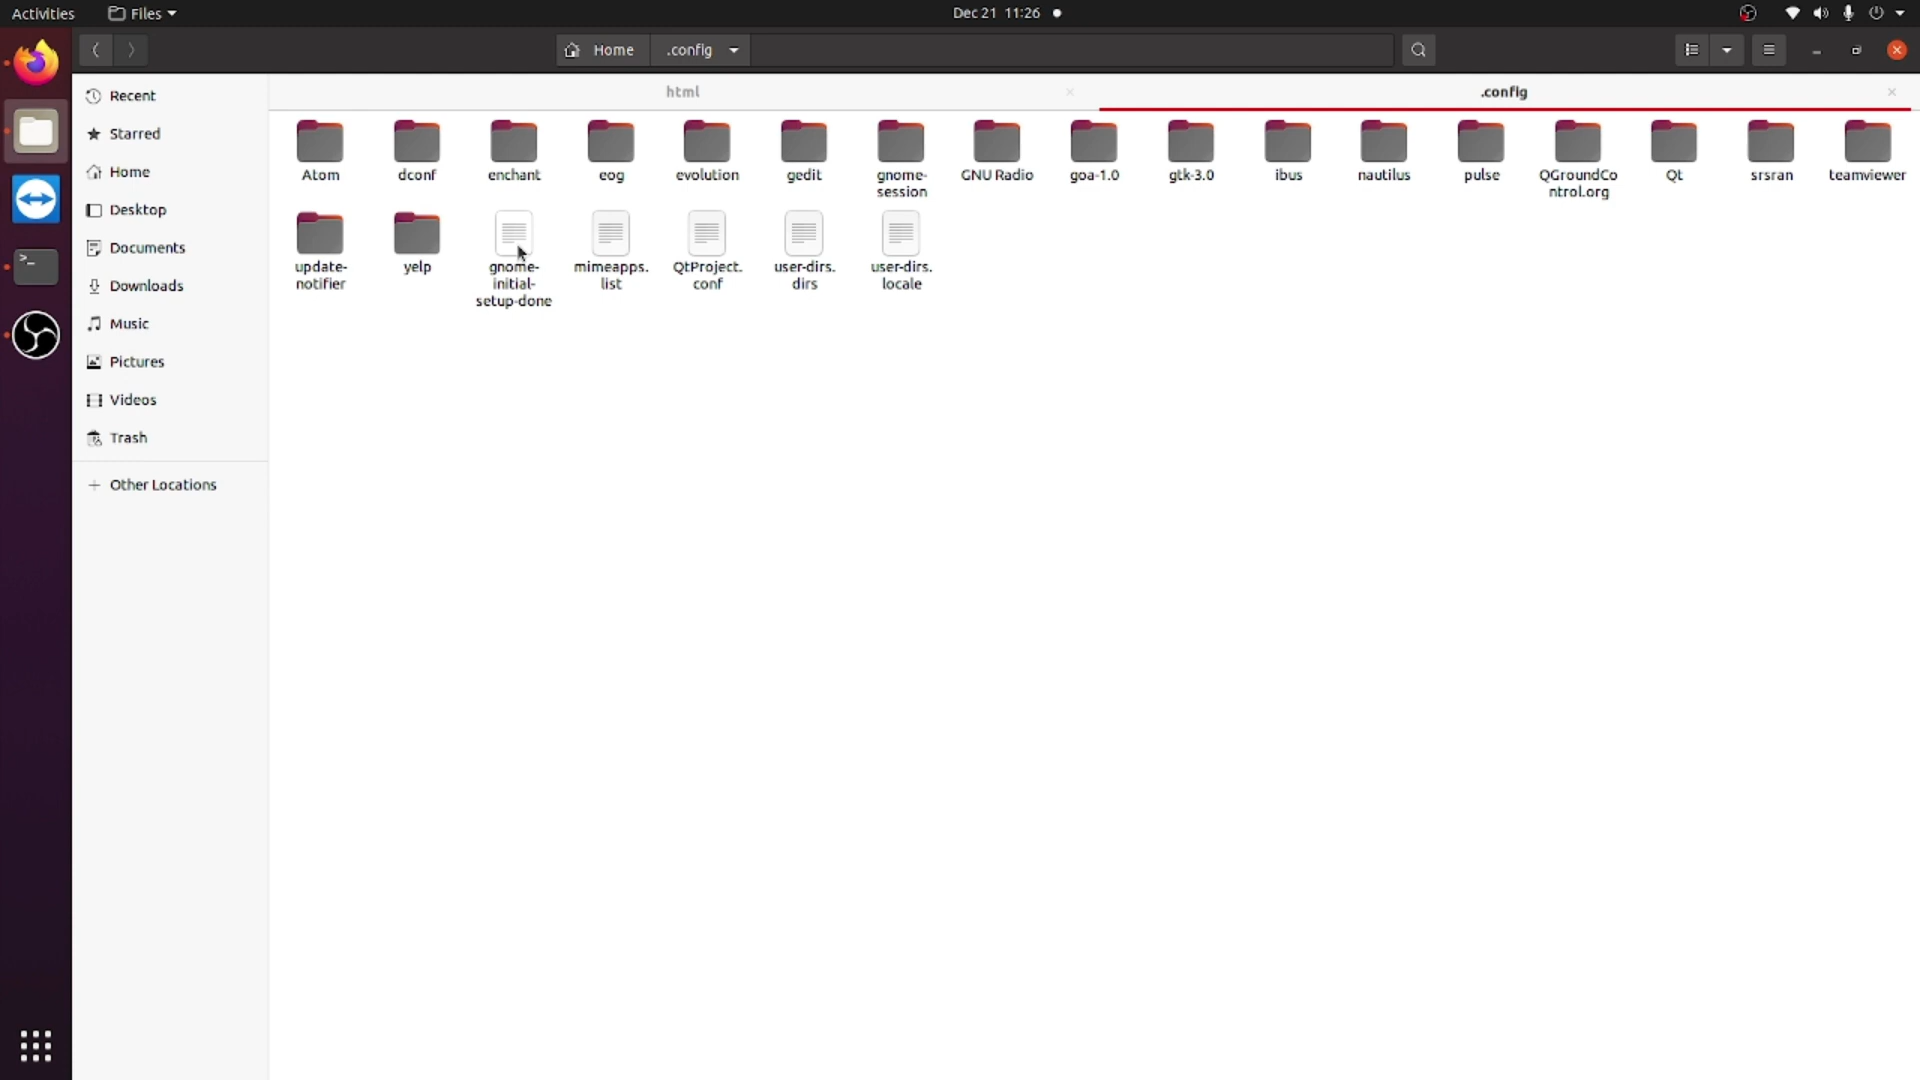 Activities
Files
Dec 21 11:26
Home
.config
html
.config
Recent
Starred
Home
Desktop
Documents
Downloads
Music
Pictures
Videos
Trash
Other Locations
Atom
dconf
enchant
eog
evolution
gedit
gnome-
session
GNU Radio
goa-1.0
gtk-3.0
ibus
nautilus
pulse
QGroundCo
ntrol.org
Qt
srsran
teamviewer
update-
notifier
yelp
gnome-
initial-
setup-done
mimeapps.
list
QtProject.
conf
user-dirs.
dirs
user-dirs.
locale